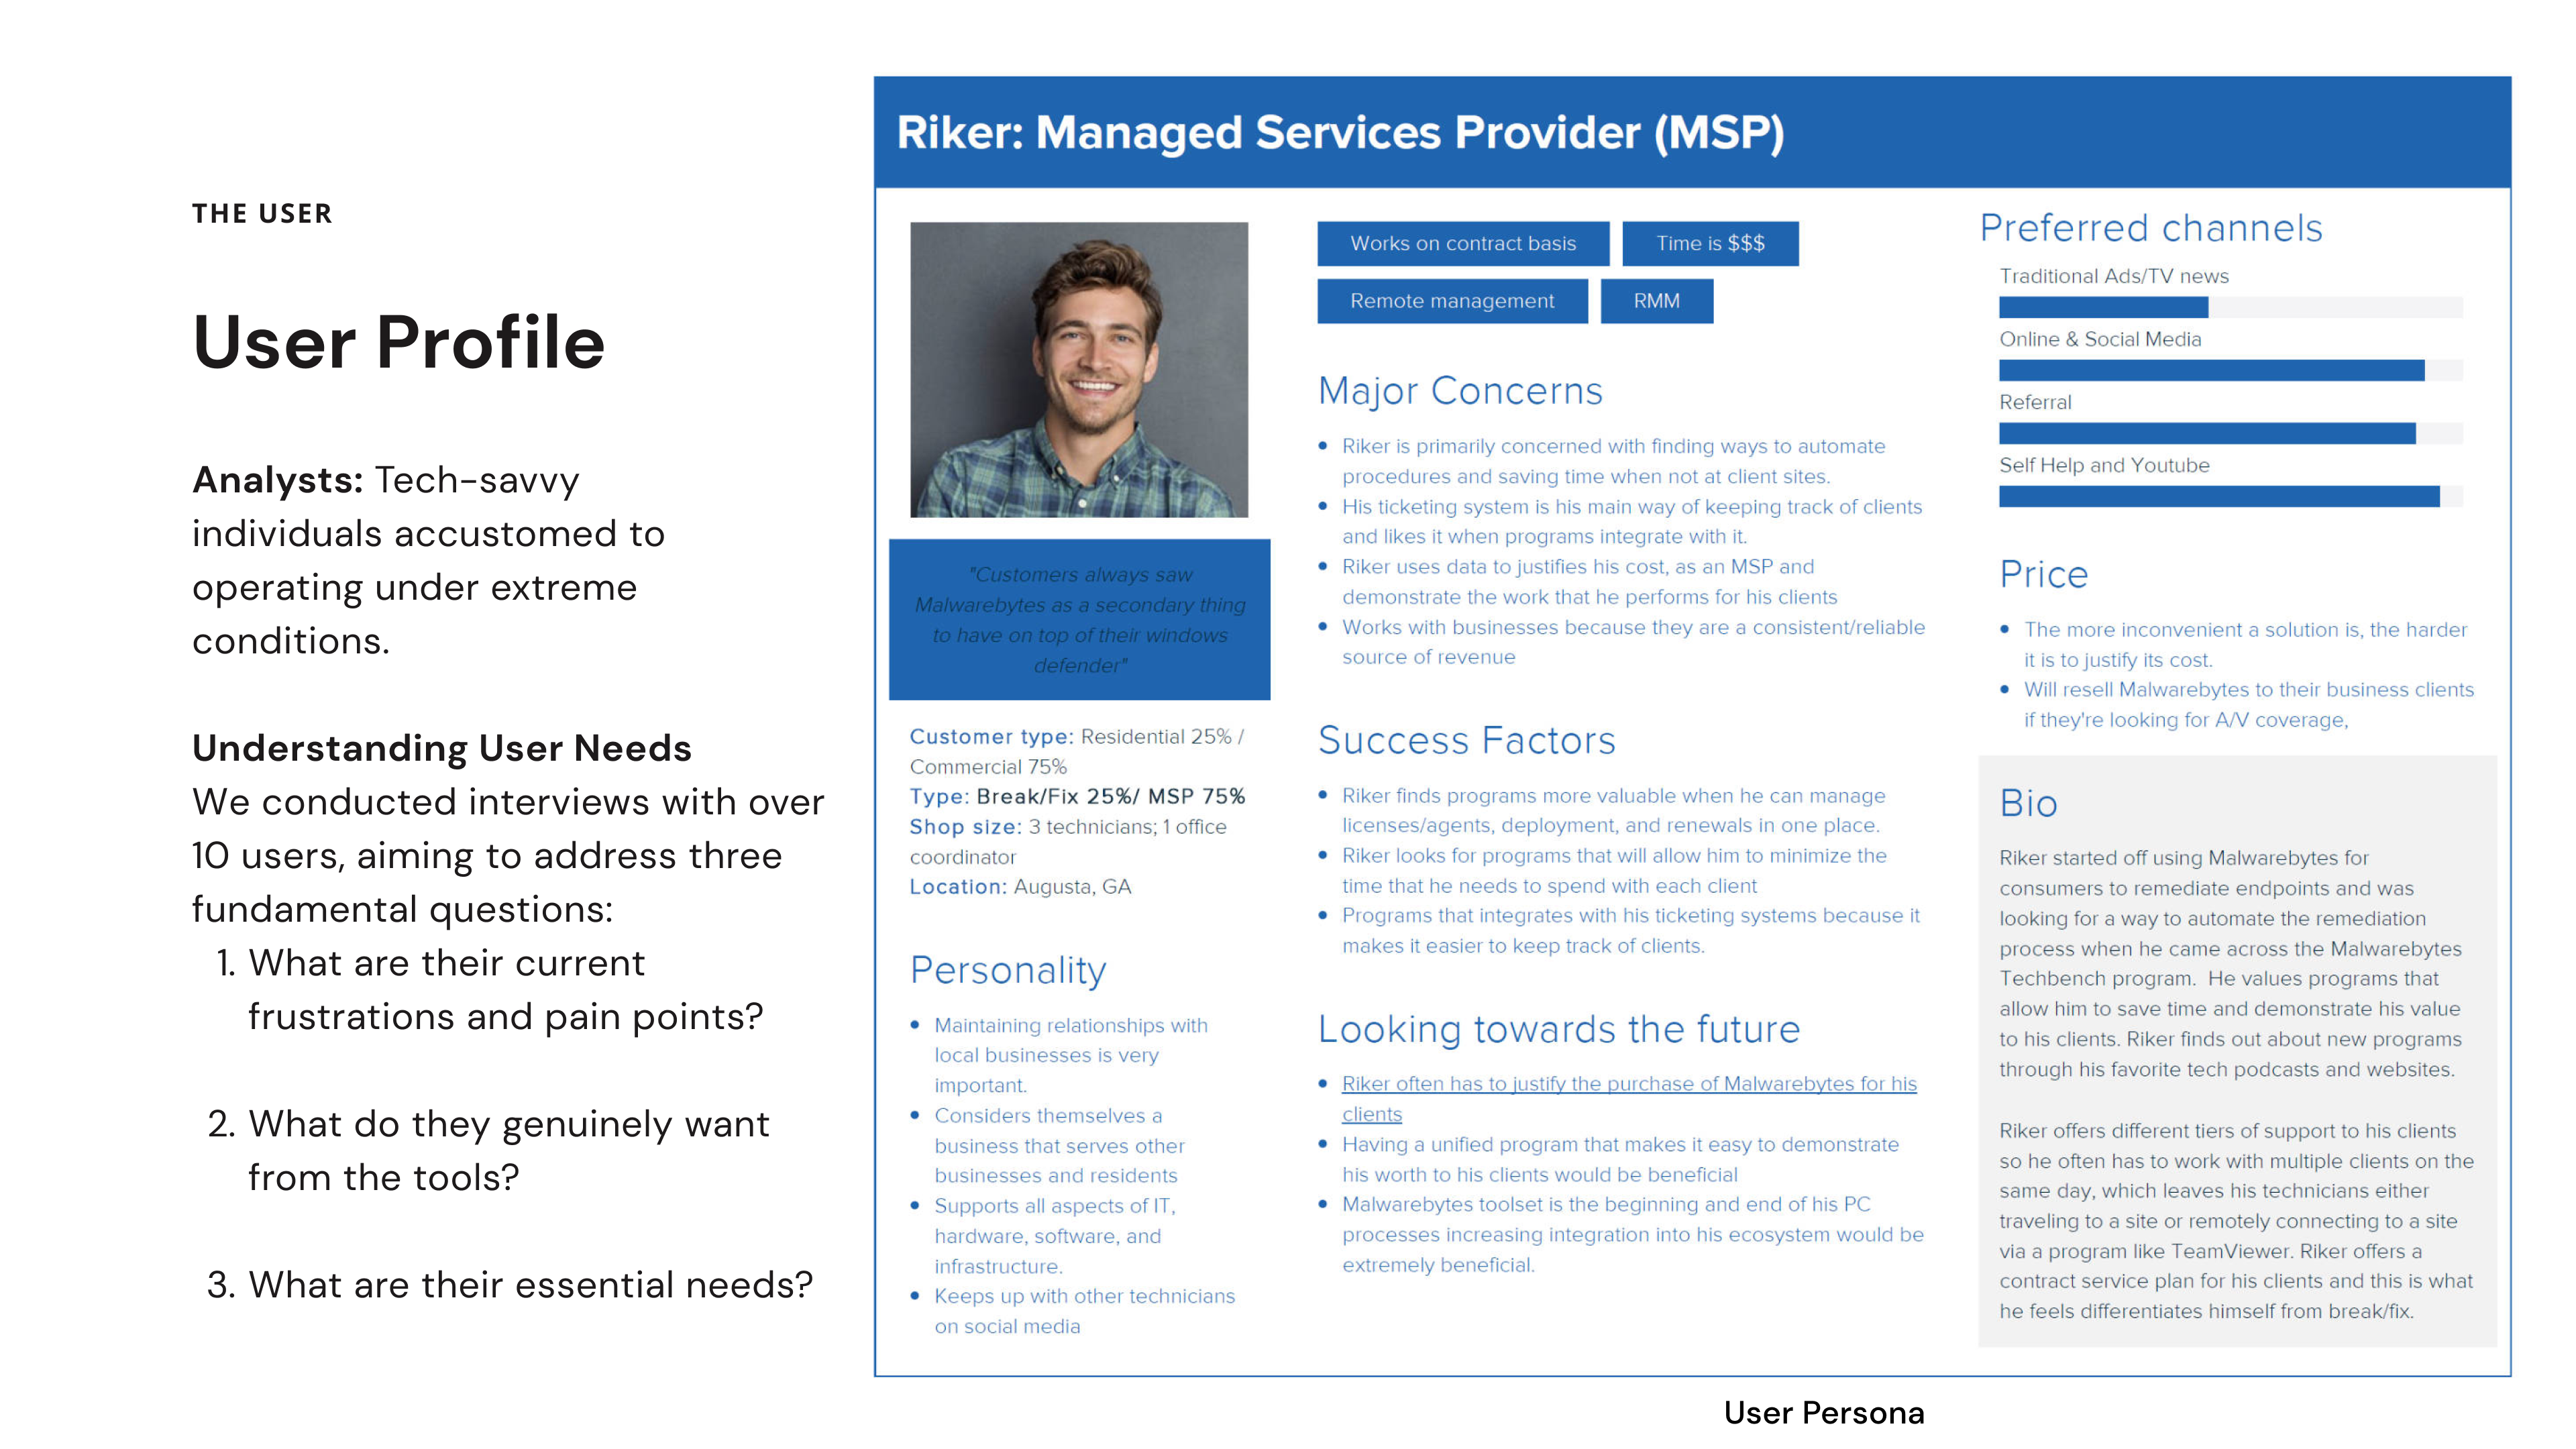 THE USER
User Profile
Analysts: Tech-savvy
individuals accustomed to
operating under extreme
conditions.
Understanding User Needs
We conducted interviews with over
10 users, aiming to address three
fundamental questions:
1. What are their current
frustrations and pain points?
2. What do they genuinely want
from the tools?
3. What are their essential needs?
Riker: Managed Services Provider (MSP)
"Customers always saw
Malwarebytes as a secondary thing
to have on top of their windows
defender"
Customer type: Residential 25% /
Commercial 75%
Type: Break/Fix 25%/ MSP 75%
Shop size: 3 technicians; 1 office
coordinator
Location: Augusta, GA
Personality
• Maintaining relationships with
local businesses is very
important.
• Considers themselves a
business that serves other
businesses and residents
• Supports all aspects of IT,
hardware, software, and
infrastructure.
• Keeps up with other technicians
on social media
Works on contract basis
Time is $$$
Remote management
RMM
Major Concerns
• Riker is primarily concerned with finding ways to automate
procedures and saving time when not at client sites.
• His ticketing system is his main way of keeping track of clients
and likes it when programs integrate with it.
• Riker uses data to justifies his cost, as an MSP and
demonstrate the work that he performs for his clients
• Works with businesses because they are a consistent/reliable
source of revenue
Success Factors
• Riker finds programs more valuable when he can manage
licenses/agents, deployment, and renewals in one place.
• Riker looks for programs that will allow him to minimize the
time that he needs to spend with each client
• Programs that integrates with his ticketing systems because it
makes it easier to keep track of clients.
Looking towards the future
• Riker often has to justify the purchase of Malwarebytes for his
clients
• Having a unified program that makes it easy to demonstrate
his worth to his clients would be beneficial
• Malwarebytes toolset is the beginning and end of his PC
processes increasing integration into his ecosystem would be
extremely beneficial.
Preferred channels
Traditional Ads/TV news
Online & Social Media
Referral
Self Help and Youtube
Price
• The more inconvenient a solution is, the harder
it is to justify its cost.
• Will resell Malwarebytes to their business clients
if they're looking for A/V coverage,
Bio
Riker started off using Malwarebytes for
consumers to remediate endpoints and was
looking for a way to automate the remediation
process when he came across the Malwarebytes
Techbench program. He values programs that
allow him to save time and demonstrate his value
to his clients. Riker finds out about new programs
through his favorite tech podcasts and websites.
Riker offers different tiers of support to his clients
so he often has to work with multiple clients on the
same day, which leaves his technicians either
traveling to a site or remotely connecting to a site
via a program like TeamViewer. Riker offers a
contract service plan for his clients and this is what
he feels differentiates himself from break/fix.
User Persona